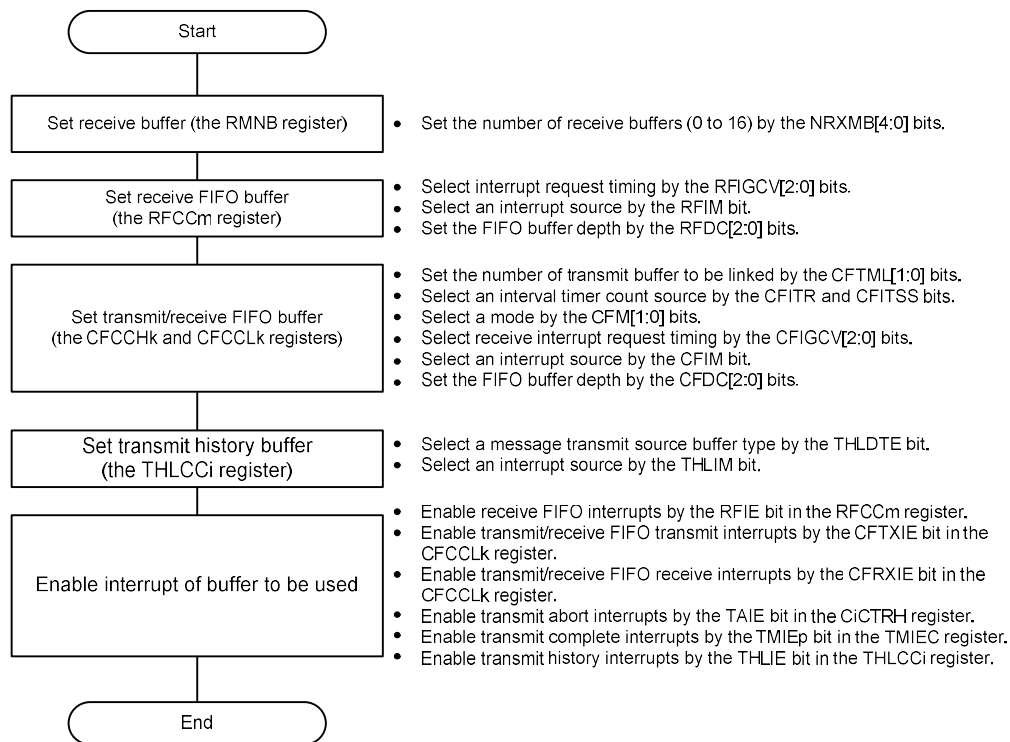 Start
Set receive buffer (the RMNB register)
• Set the number of receive buffers (0 to 16) by the NRXMB[4:0] bits.
Set receive FIFO buffer
(the RFCCm register)
• Select interrupt request timing by the RFIGCV[2:0] bits.
• Select an interrupt source by the RFIM bit.
• Set the FIFO buffer depth by the RFDC[2:0] bits.
Set transmit/receive FIFO buffer
(the CFCCHk and CFCCLk registers)
• Set the number of transmit buffer to be linked by the CFTML[1:0] bits.
• Select an interval timer count source by the CFITR and CFITSS bits.
• Select a mode by the CFM[1:0] bits.
• Select receive interrupt request timing by the CFIGCV[2:0] bits.
• Select an interrupt source by the CFIM bit.
• Set the FIFO buffer depth by the CFDC[2:0] bits.
Set transmit history buffer
(the THLCCi register)
• Select a message transmit source buffer type by the THLDTE bit.
• Select an interrupt source by the THLIM bit.
Enable interrupt of buffer to be used
• Enable receive FIFO interrupts by the RFIE bit in the RFCCm register.
• Enable transmit/receive FIFO transmit interrupts by the CFTXIE bit in the
CFCCLk register.
• Enable transmit/receive FIFO receive interrupts by the CFRXIE bit in the
CFCCLk register.
• Enable transmit abort interrupts by the TAIE bit in the CiCTRH register.
• Enable transmit complete interrupts by the TMIEp bit in the TMIEC register.
• Enable transmit history interrupts by the THLIE bit in the THLCCi register.
End